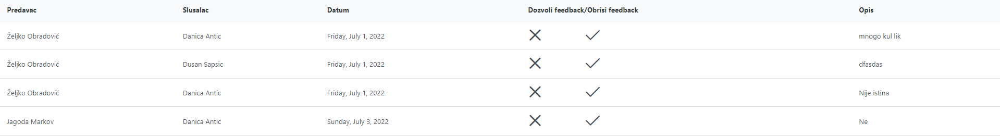 Predavac Slusalac Datum Dozvoli feedback/Obrisi feedback Opis
Željko Obradović Danica Antic Friday, July 1, 2022 mnogo kul lik
Željko Obradović Dusan Sapsic Friday, July 1, 2022 dfasdas
Željko Obradović Danica Antic Friday, July 1, 2022 Nije istina
Jagoda Markov Danica Antic Sunday, July 3, 2022 Ne